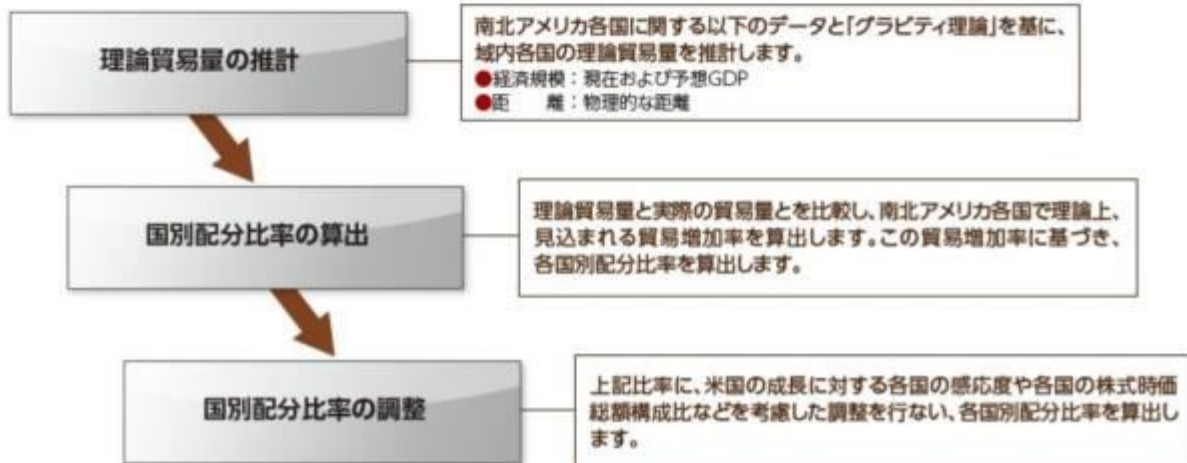 理論貿易量の推計
南北アメリカ各国に関する以下のデータと「グラビティ理論」を基に、
域内各国の理論貿易量を推計します。
●経済規模：現在および予想GDP
●距　　離：物理的な距離
国別配分比率の算出
理論貿易量と実際の貿易量とを比較し、南北アメリカ各国で理論上、
見込まれる貿易増加率を算出します。この貿易増加率に基づき、
各国別配分比率を算出します。
国別配分比率の調整
上記比率に、米国の成長に対する各国の感応度や各国の株式時価
総額構成比などを考慮した調整を行ない、各国別配分比率を算出し
ます。